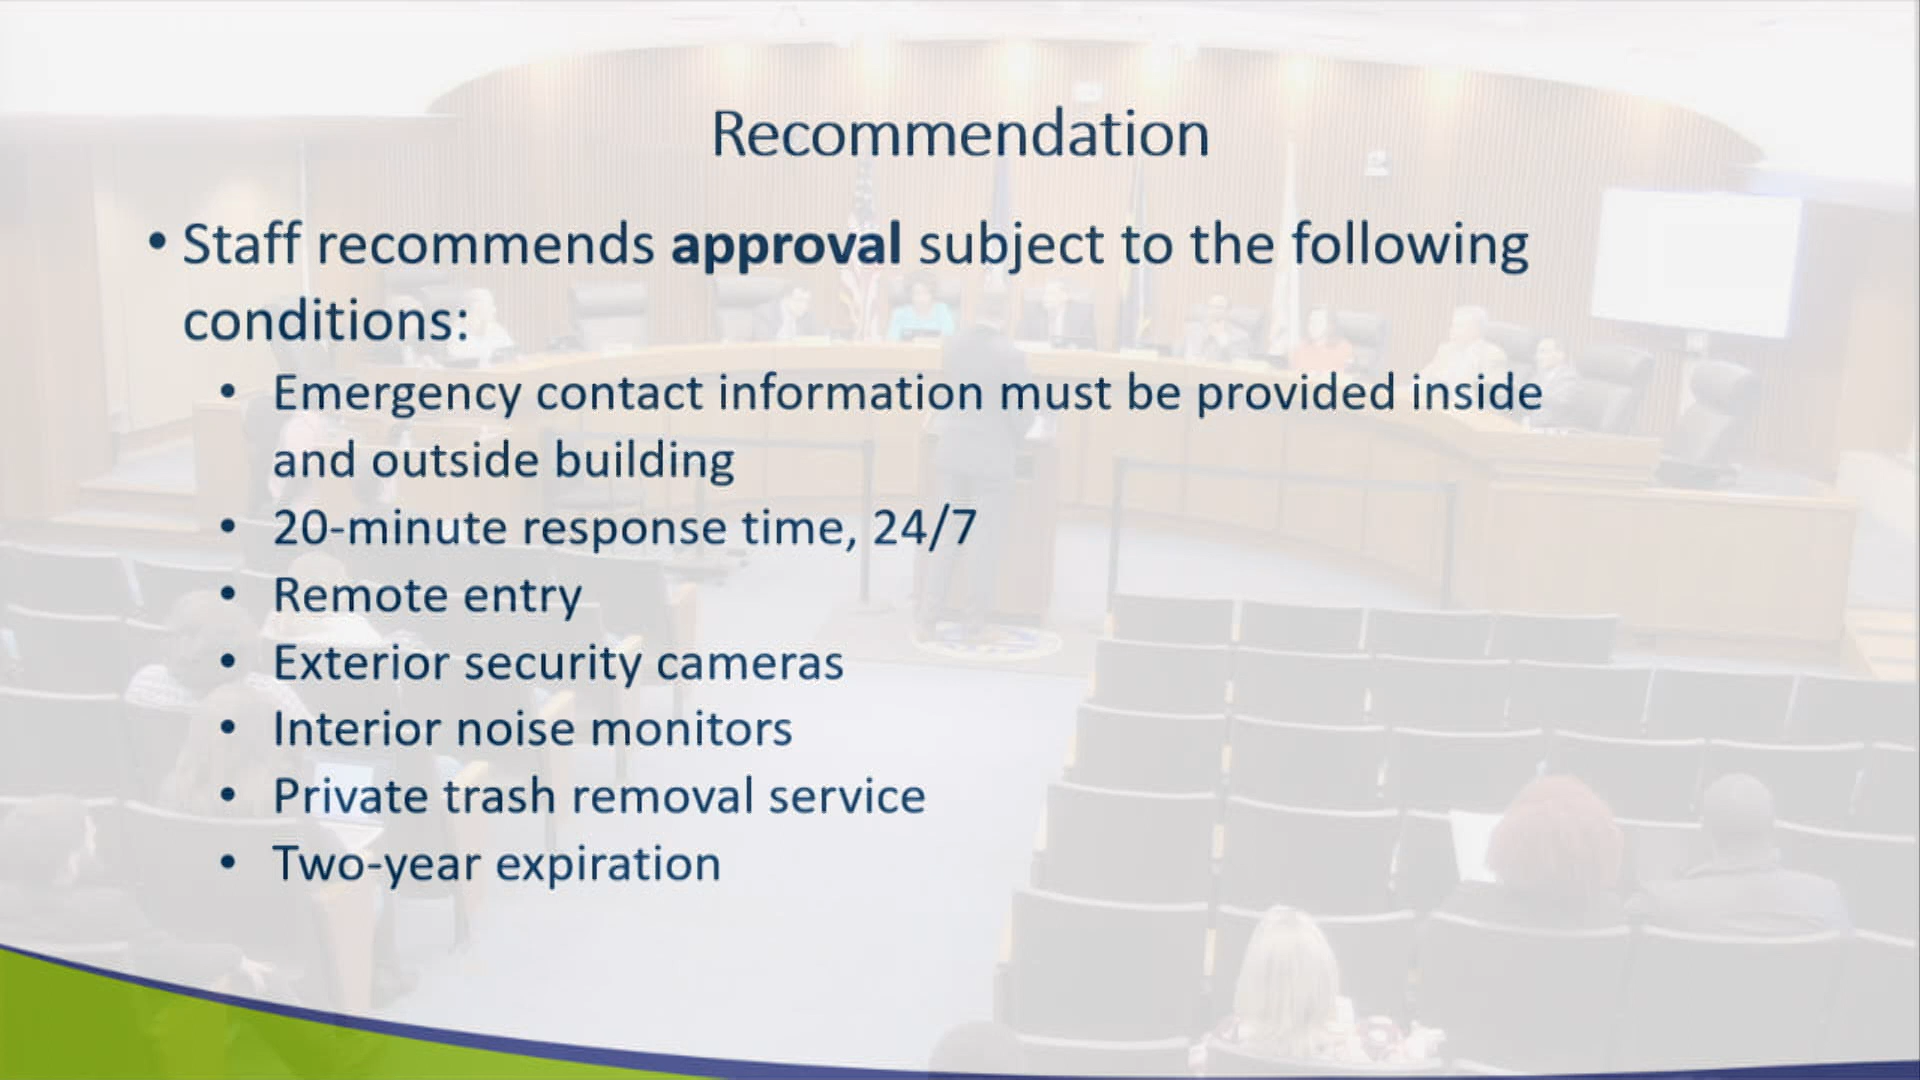 Recommendation
• Staff recommends approval subject to the following
conditions:
• Emergency contact information must be provided inside
and outside building
• 20-minute response time, 24/7
• Remote entry
• Exterior security cameras
• Interior noise monitors
• Private trash removal service
• Two-year expiration